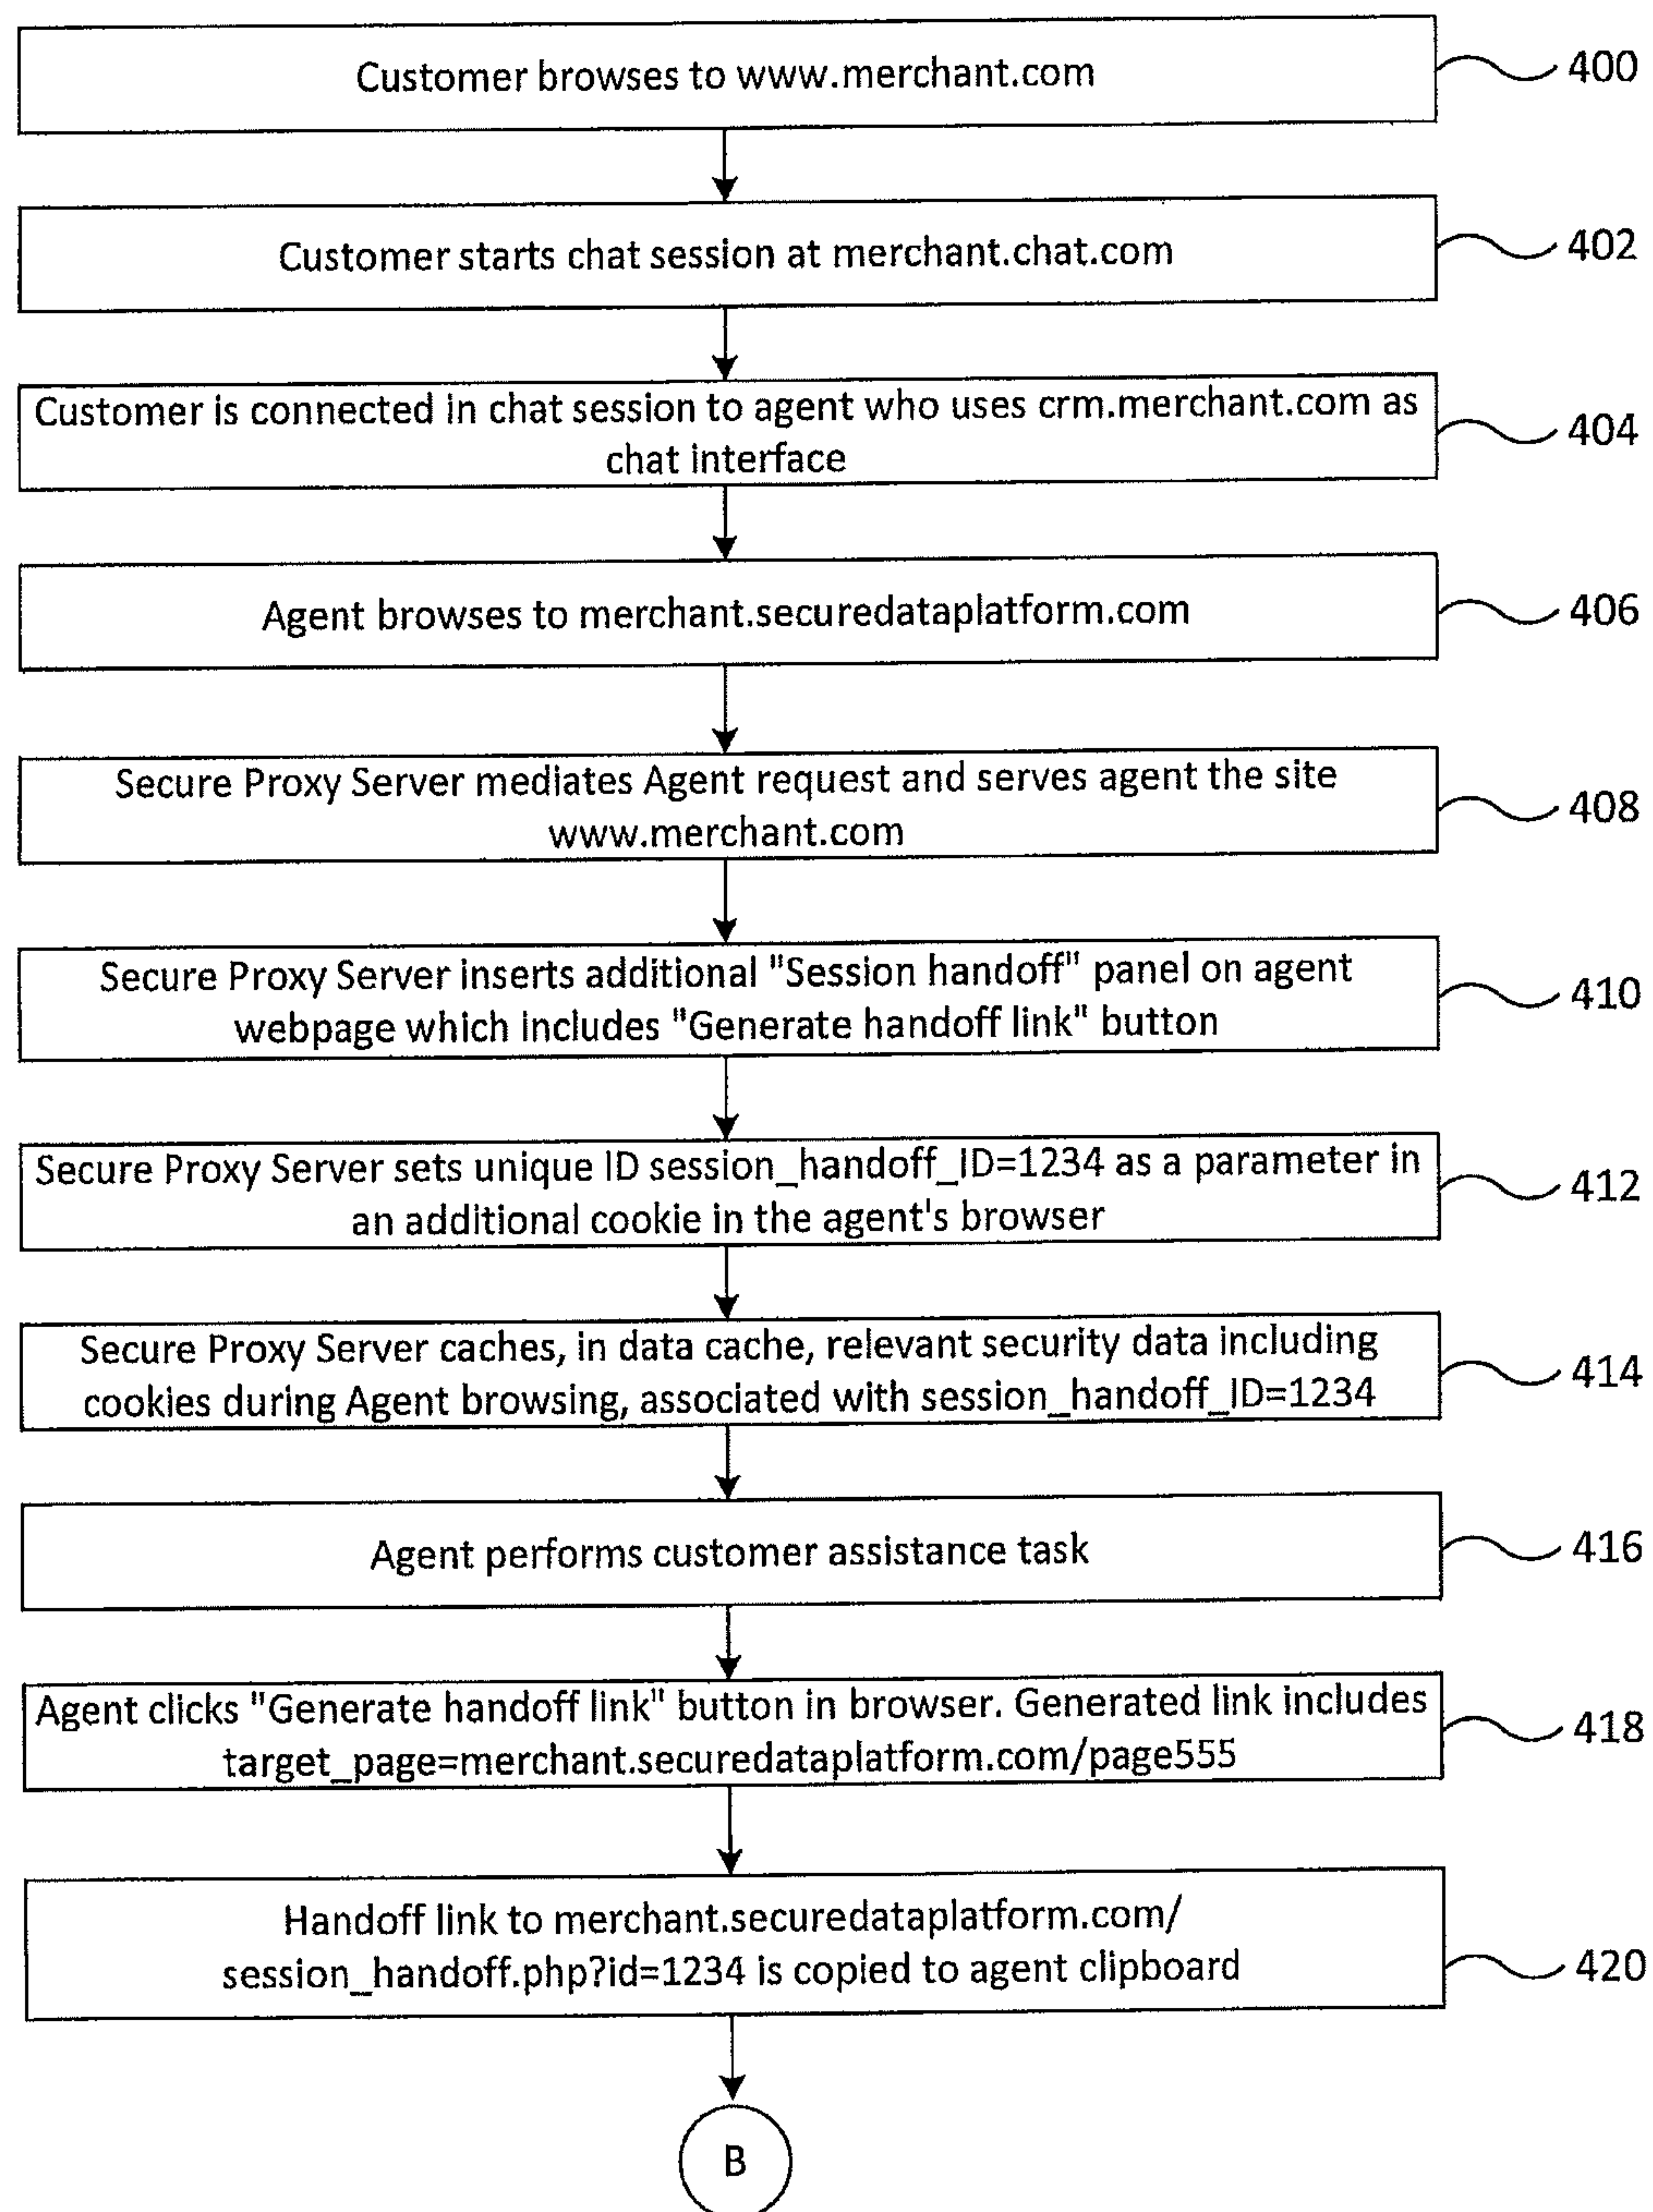 Customer browses to www.merchant.com
400
Customer starts chat session at merchant.chat.com
402
Customer is connected in chat session to agent who uses crm.merchant.com as
chat interface
404
Agent browses to merchant.securedataplatform.com
406
Secure Proxy Server mediates Agent request and serves agent the site
www.merchant.com
408
Secure Proxy Server inserts additional "Session handoff" panel on agent
webpage which includes "Generate handoff link" button
410
Secure Proxy Server sets unique ID session_handoff_ID=1234 as a parameter in
an additional cookie in the agent's browser
412
Secure Proxy Server caches, in data cache, relevant security data including
cookies during Agent browsing, associated with session_handoff_ID=1234
414
Agent performs customer assistance task
416
Agent clicks "Generate handoff link" button in browser. Generated link includes
target_page=merchant.securedataplatform.com/page555
418
Handoff link to merchant.securedataplatform.com/
session_handoff.php?id=1234 is copied to agent clipboard
420
B